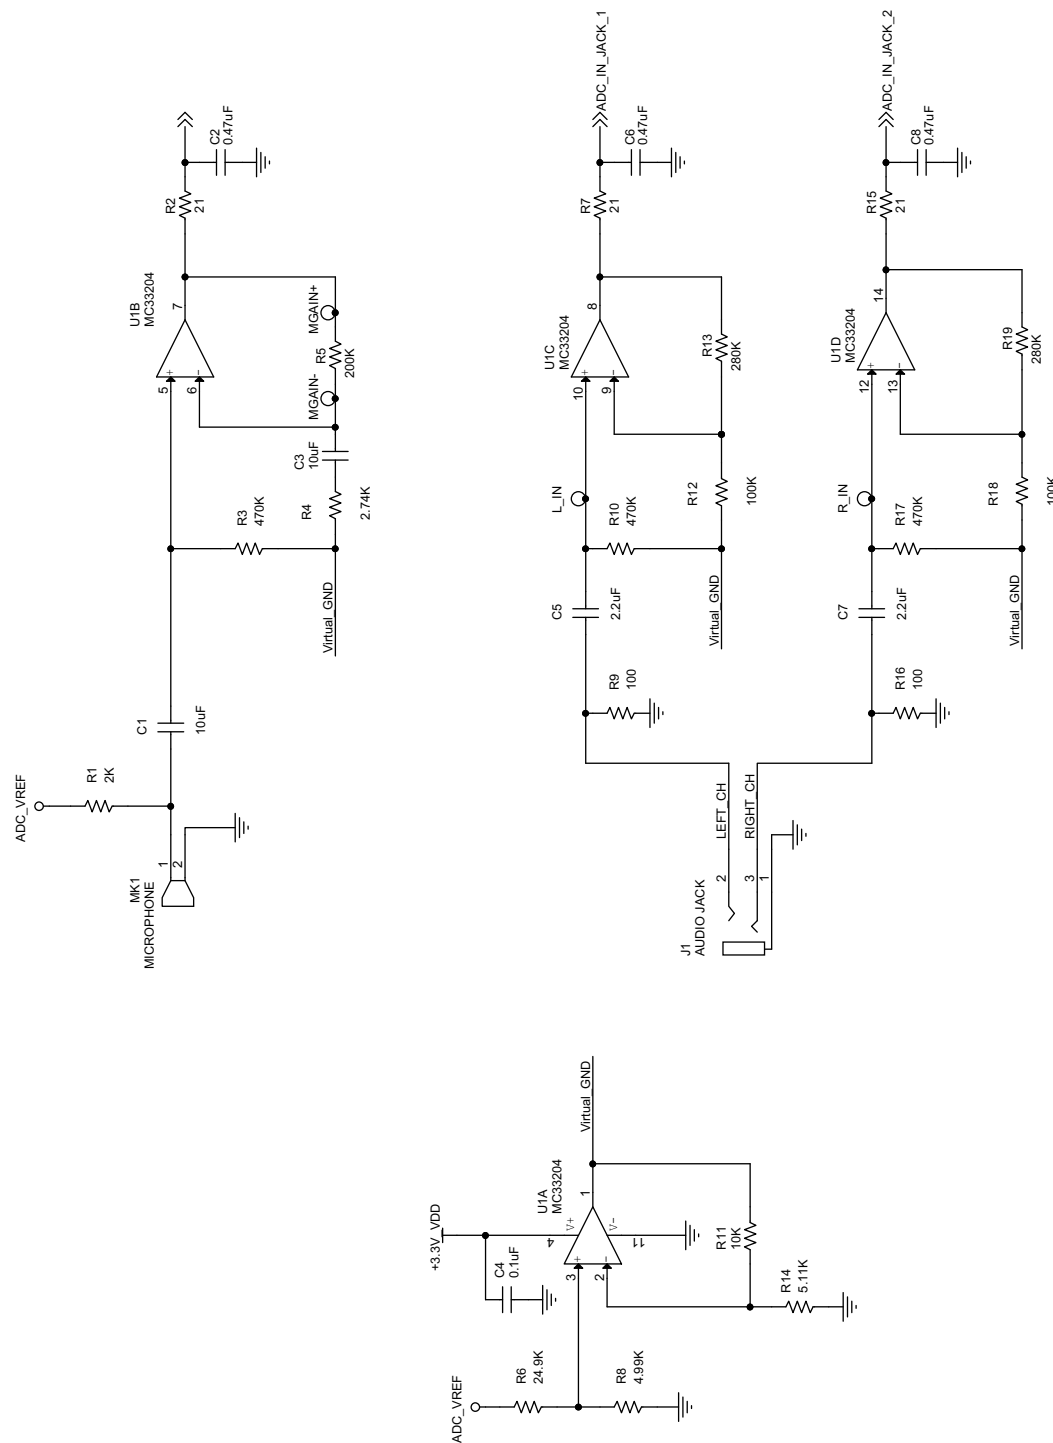 ADC_VREF
R1
2K
MK1
MICROPHONE
1
2
C1
10uF
R3
470K
Virtual_GND
R4
2.74K
C3
10uF
MGAIN-
R5
200K
MGAIN+
5
6
+
-
7
U1B
MC33204
R2
21
C2
0.47uF
J1
AUDIO JACK
2
3
1
LEFT_CH
RIGHT_CH
R9
100
C5
2.2uF
L_IN
R10
470K
Virtual_GND
R12
100K
10
9
+
-
8
U1C
MC33204
R13
280K
R7
21
C6
0.47uF
ADC_IN_JACK_1
R16
100
C7
2.2uF
R_IN
R17
470K
Virtual_GND
R18
100K
12
13
+
-
14
U1D
MC33204
R19
280K
R15
21
C8
0.47uF
ADC_IN_JACK_2
ADC_VREF
R6
24.9K
R8
4.99K
+3.3V_VDD
C4
0.1uF
3
2
+
-
4
V+
11
V-
1
U1A
MC33204
Virtual_GND
R11
10K
R14
5.11K